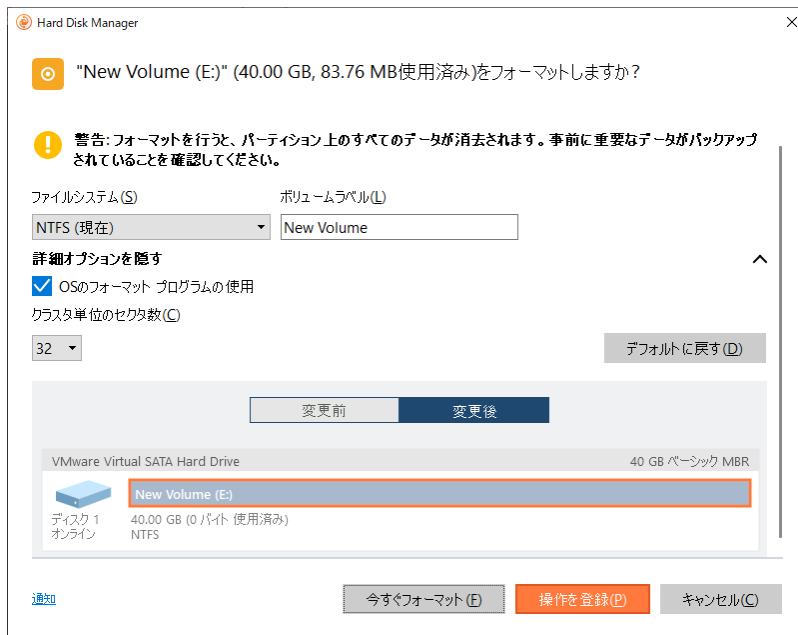 Hard Disk Manager
"New Volume (E:)" (40.00 GB, 83.76 MB使用済み)をフォーマットしますか?
警告: フォーマットを行うと、パーティション上のすべてのデータが消去されます。事前に重要なデータがバックアップ
されていることを確認してください。
ファイルシステム(S) ボリュームラベル(L)
NTFS (現在) New Volume
詳細オプションを隠す
OSのフォーマット プログラムの使用
クラスタ単位のセクタ数(C)
32 デフォルトに戻す(D)
変更前 変更後
VMware Virtual SATA Hard Drive 40 GB ベーシック MBR
New Volume (E:)
ディスク 1 40.00 GB (0 バイト 使用済み)
オンライン NTFS
通知 今すぐフォーマット(F) 操作を登録(P) キャンセル(C)